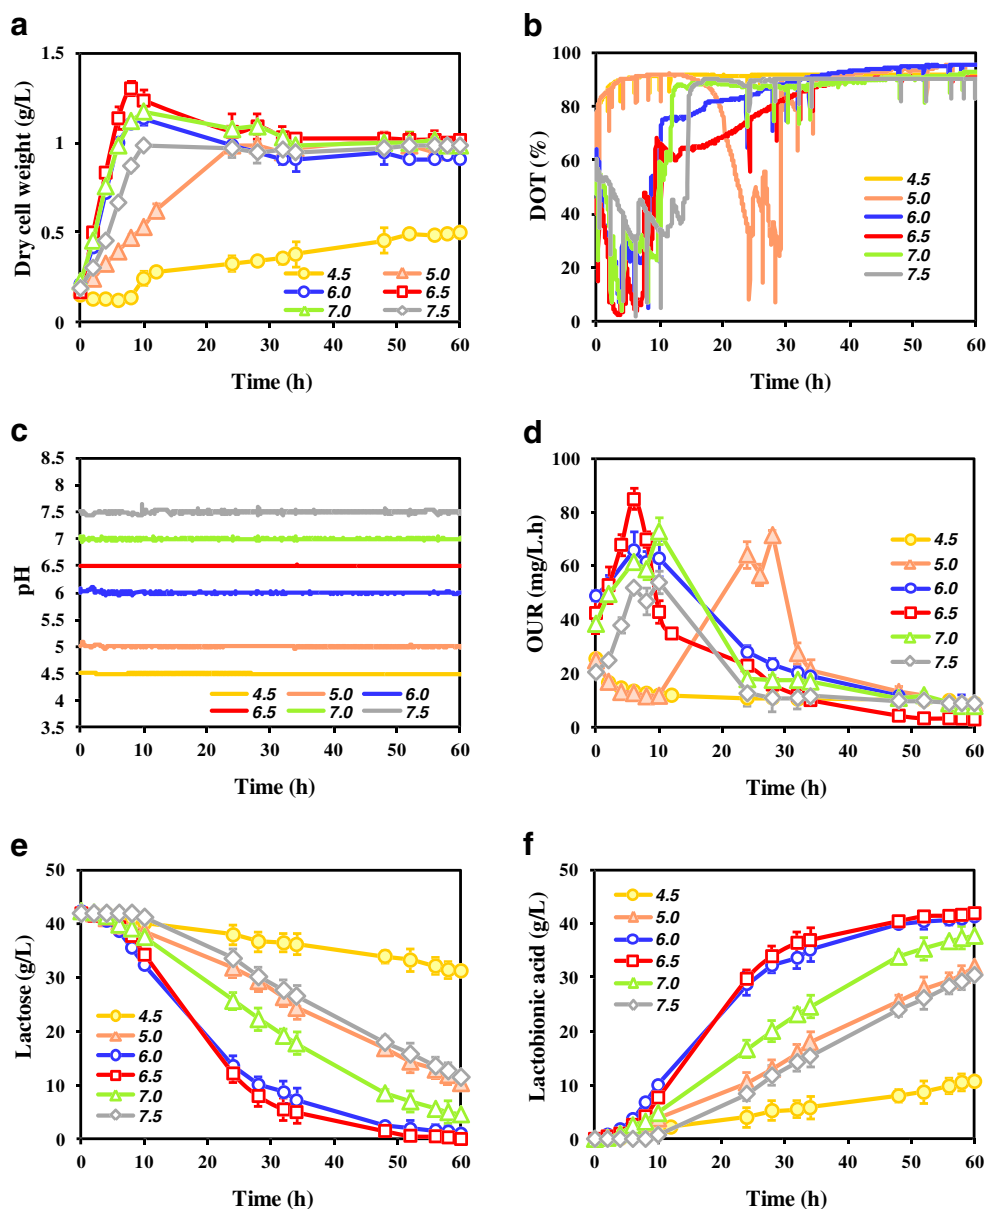 a
Dry cell weight (g/L)
1.5
1
0.5
0
0 10 20 30 40 50 60
Time (h)
4.5 5.0
6.0 6.5
7.0 7.5
b
DOT (%)
100
80
60
40
20
0
0 10 20 30 40 50 60
Time (h)
4.5
5.0
6.0
6.5
7.0
7.5
c
pH
8.5
8
7.5
7
6.5
6
5.5
5
4.5
4
3.5
0 10 20 30 40 50 60
Time (h)
4.5 5.0 6.0
6.5 7.0 7.5
d
OUR (mg/L.h)
100
80
60
40
20
0
0 10 20 30 40 50 60
Time (h)
4.5
5.0
6.0
6.5
7.0
7.5
e
Lactose (g/L)
50
40
30
20
10
0
0 10 20 30 40 50 60
Time (h)
4.5
5.0
6.0
6.5
7.0
7.5
f
Lactobionic acid (g/L)
50
40
30
20
10
0
0 10 20 30 40 50 60
Time (h)
4.5
5.0
6.0
6.5
7.0
7.5